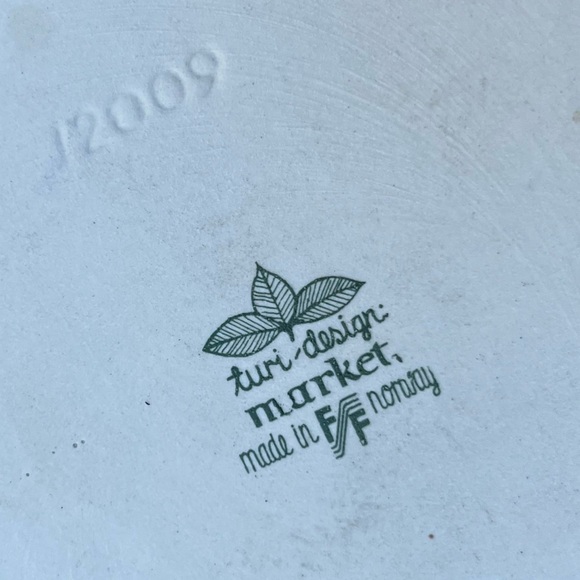 J2009
turi-design:
market,
made in FF norway